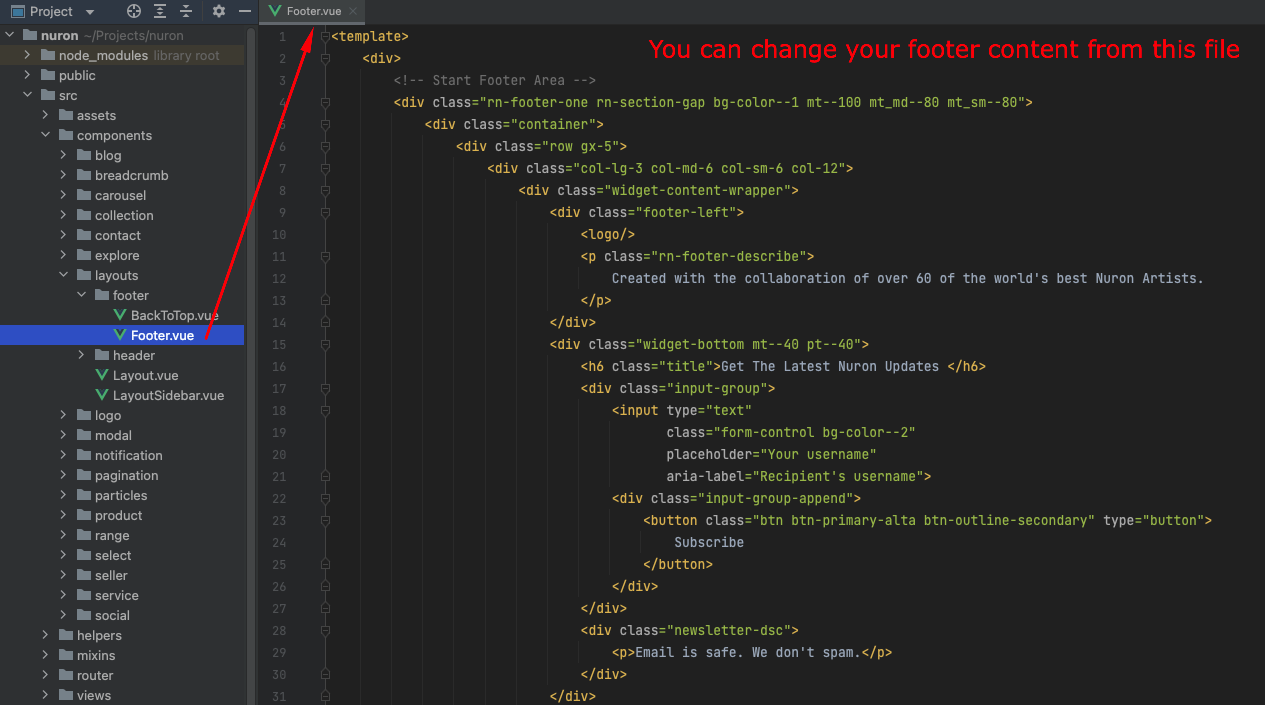 Project
Footer.vue
nuron ~/Projects/nuron
node_modules library root
public
src
assets
components
blog
breadcrumb
carousel
collection
contact
explore
layouts
footer
BackToTop.vue
Footer.vue
header
Layout.vue
LayoutSidebar.vue
logo
modal
notification
pagination
particles
product
range
select
seller
service
social
helpers
mixins
router
views
You can change your footer content from this file
1 <template>
2 <div>
3 <!-- Start Footer Area -->
4 <div class="rn-footer-one rn-section-gap bg-color--1 mt--100 mt_md--80 mt_sm--80">
5 <div class="container">
6 <div class="row gx-5">
7 <div class="col-lg-3 col-md-6 col-sm-6 col-12">
8 <div class="widget-content-wrapper">
9 <div class="footer-left">
10 <logo/>
11 <p class="rn-footer-describe">
12 Created with the collaboration of over 60 of the world's best Nuron Artists.
13 </p>
14 </div>
15 <div class="widget-bottom mt--40 pt--40">
16 <h6 class="title">Get The Latest Nuron Updates </h6>
17 <div class="input-group">
18 <input type="text"
19 class="form-control bg-color--2"
20 placeholder="Your username"
21 aria-label="Recipient's username">
22 <div class="input-group-append">
23 <button class="btn btn-primary-alta btn-outline-secondary" type="button">
24 Subscribe
25 </button>
26 </div>
27 </div>
28 <div class="newsletter-dsc">
29 <p>Email is safe. We don't spam.</p>
30 </div>
31 </div>